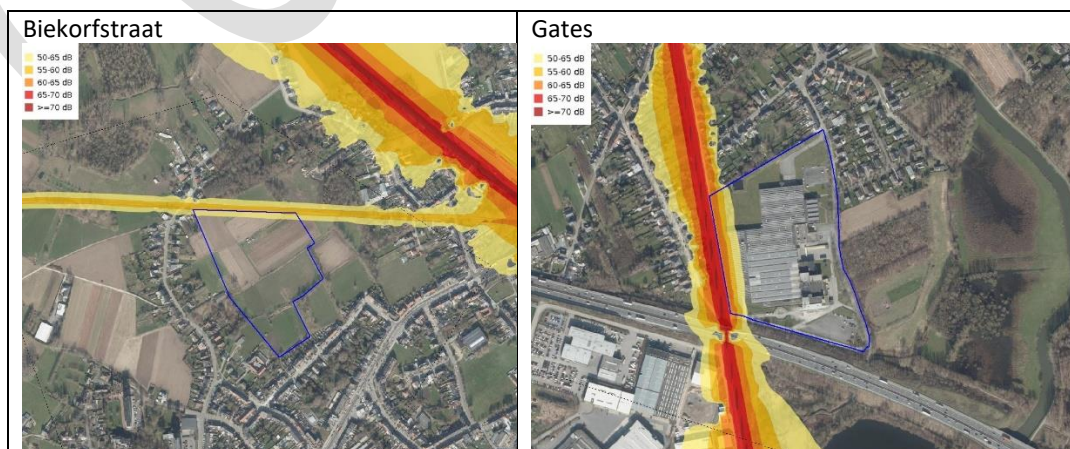 Biekorfstraat
50-65 dB
55-60 dB
60-65 dB
65-70 dB
>=70 dB
Gates
50-65 dB
55-60 dB
60-65 dB
65-70 dB
>=70 dB